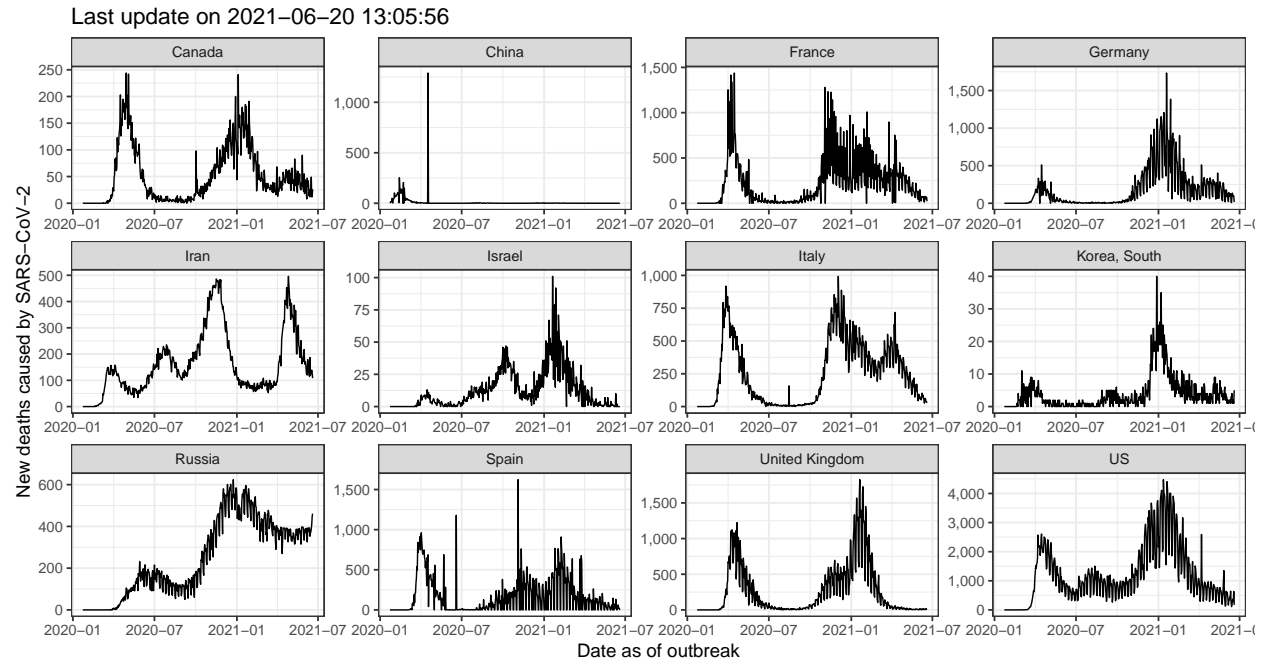 Last update on 2021−06−20 13:05:56
New deaths caused by SARS−CoV−2
Canada China France Germany
250 200 150 100 50 0
1,000 500 0
1,500 1,000 500 0
1,500 1,000 500 0
2020−01 2020−07 2021−01 2021−07 2020−01 2020−07 2021−01 2021−07 2020−01 2020−07 2021−01 2021−07 2020−01 2020−07 2021−01 2021−0
Iran Israel Italy Korea, South
500 400 300 200 100 0
100 75 50 25 0
1,000 750 500 250 0
40 30 20 10 0
2020−01 2020−07 2021−01 2021−07 2020−01 2020−07 2021−01 2021−07 2020−01 2020−07 2021−01 2021−07 2020−01 2020−07 2021−01 2021−0
Russia Spain United Kingdom US
600 400 200 0
1,500 1,000 500 0
1,500 1,000 500 0
4,000 3,000 2,000 1,000 0
2020−01 2020−07 2021−01 2021−07 2020−01 2020−07 2021−01 2021−07 2020−01 2020−07 2021−01 2021−07 2020−01 2020−07 2021−01 2021−0
Date as of outbreak